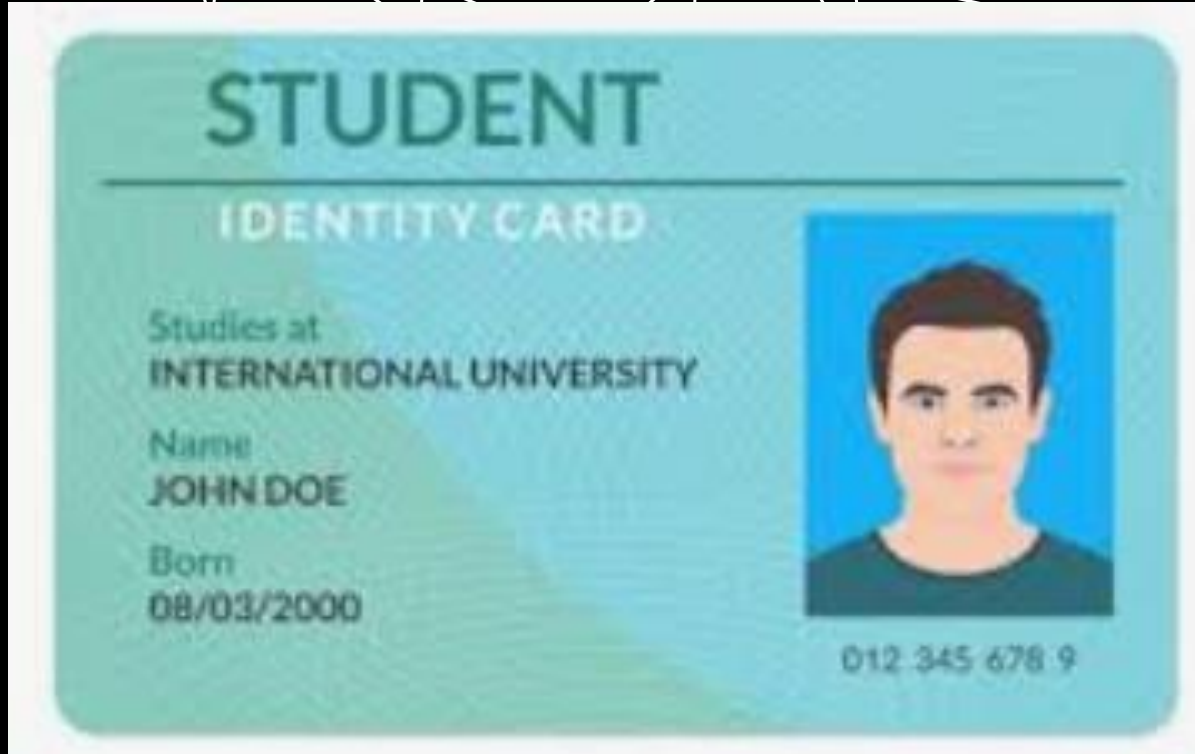 STUDENT
IDENTITY CARD
Studies at
INTERNATIONAL UNIVERSITY
Name
JOHN DOE
Born
08/03/2000
012 345 678 9